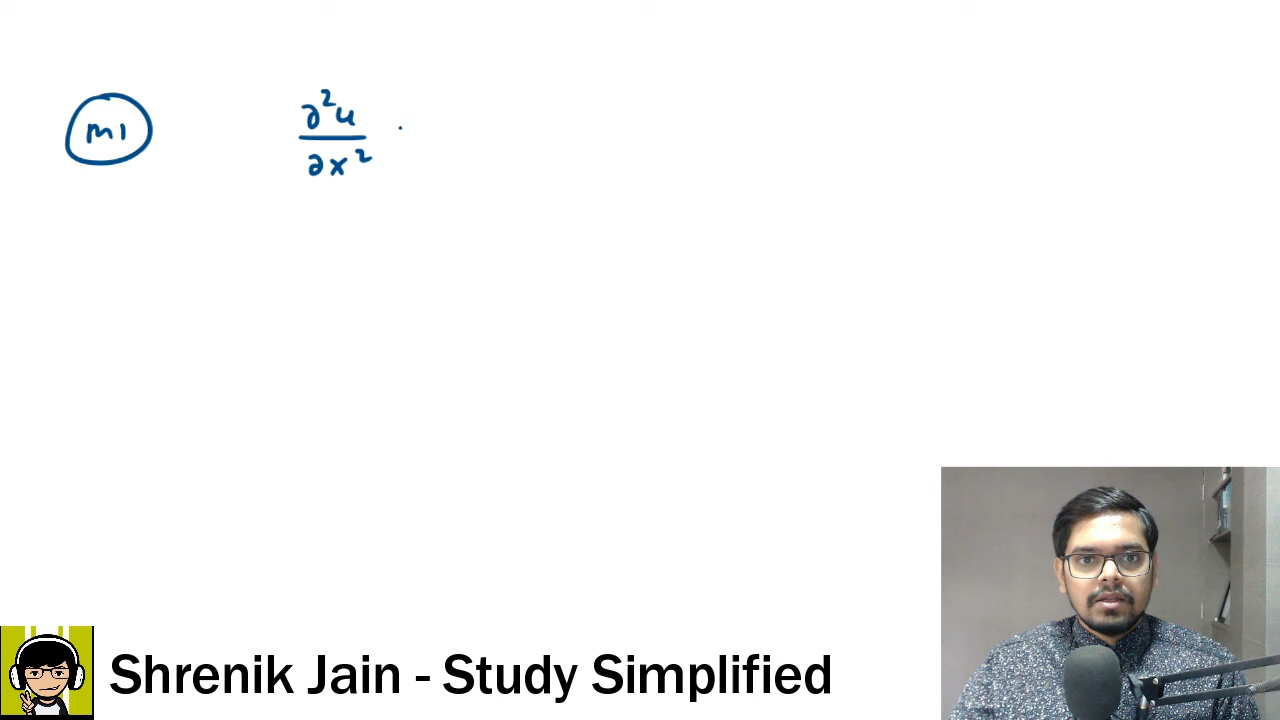 M1
∂²u
∂x²
Shrenik Jain - Study Simplified